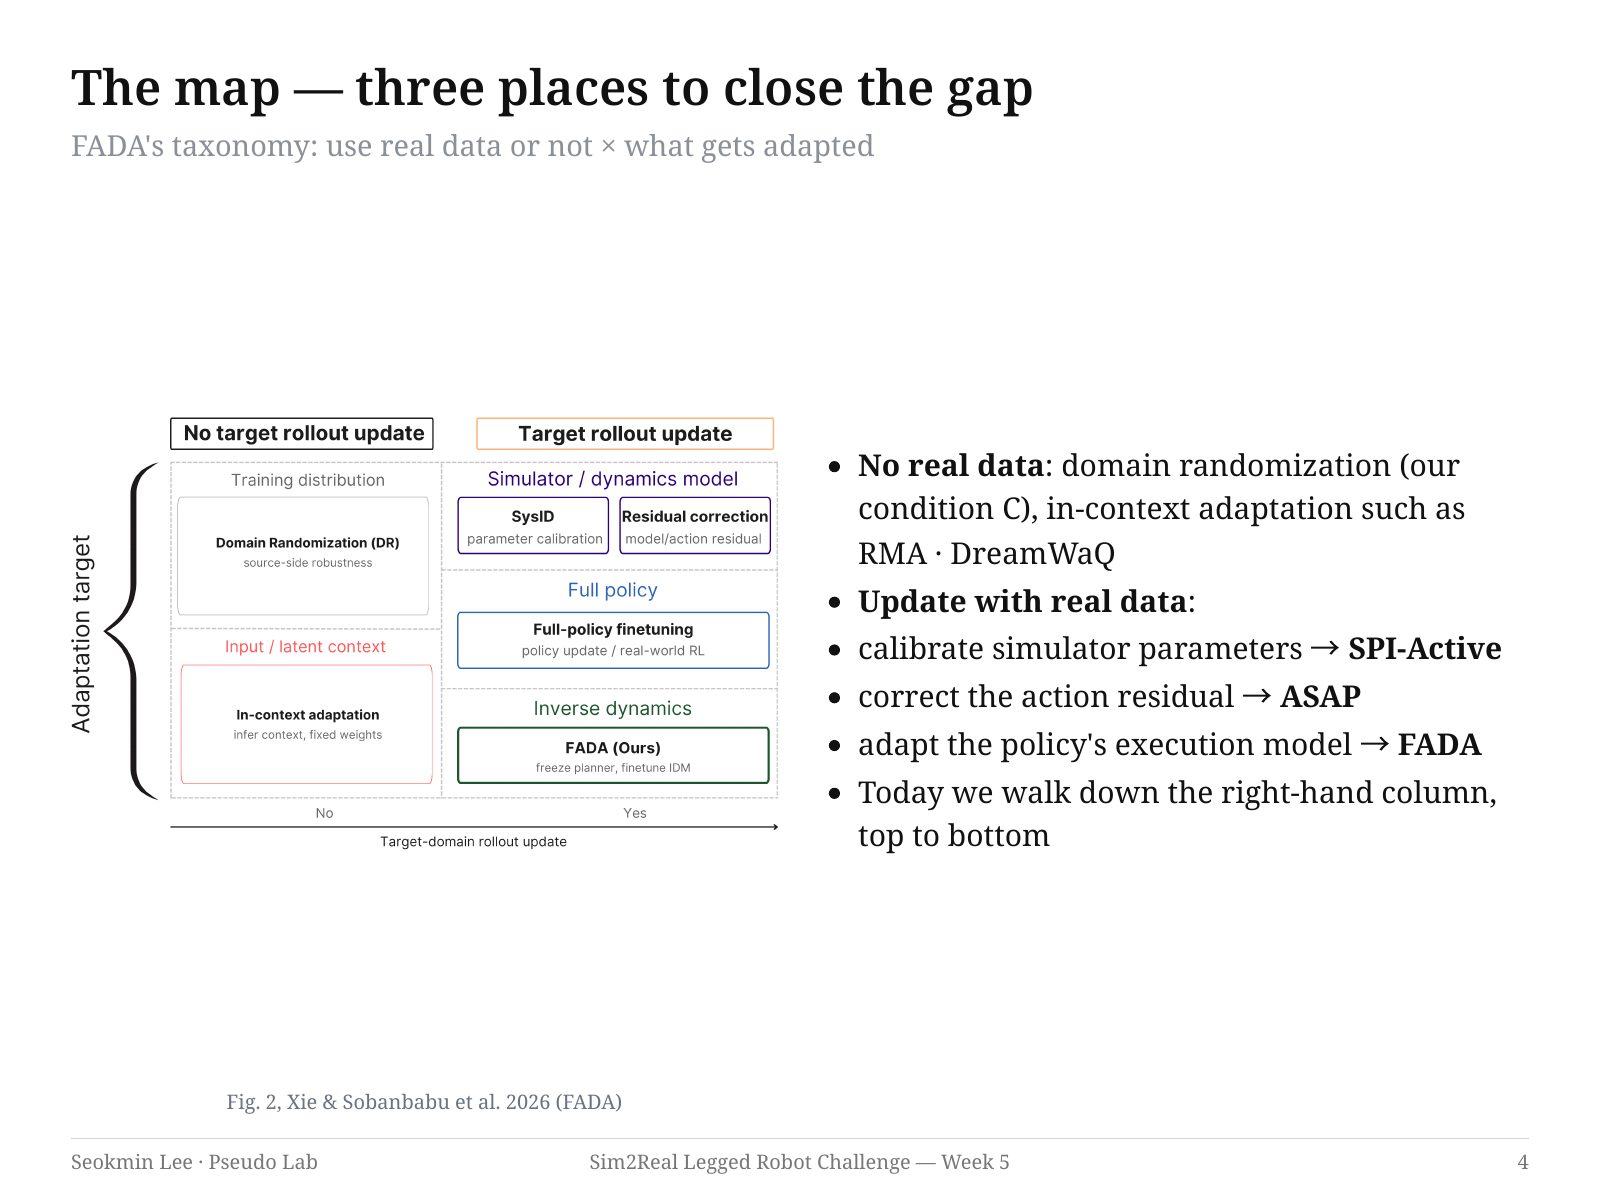 The map — three places to close the gap
FADA's taxonomy: use real data or not × what gets adapted
No target rollout update
Target rollout update
Adaptation target
Training distribution
Domain Randomization (DR)
source-side robustness
Input / latent context
In-context adaptation
infer context, fixed weights
Simulator / dynamics model
SysID
parameter calibration
Residual correction
model/action residual
Full policy
Full-policy finetuning
policy update / real-world RL
Inverse dynamics
FADA (Ours)
freeze planner, finetune IDM
No
Yes
Target-domain rollout update
• No real data: domain randomization (our
condition C), in-context adaptation such as
RMA · DreamWaQ
• Update with real data:
• calibrate simulator parameters → SPI-Active
• correct the action residual → ASAP
• adapt the policy's execution model → FADA
• Today we walk down the right-hand column,
top to bottom
Fig. 2, Xie & Sobanbabu et al. 2026 (FADA)
Seokmin Lee · Pseudo Lab
Sim2Real Legged Robot Challenge — Week 5
4